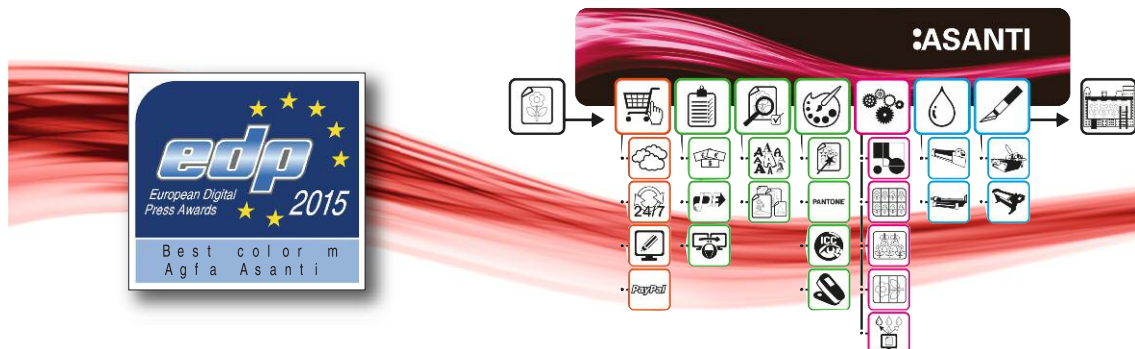 edp
European Digital
Press Awards
2015
Best color m
Agfa Asanti
:ASANTI
24/7
PANTONE
ICC
PayPal